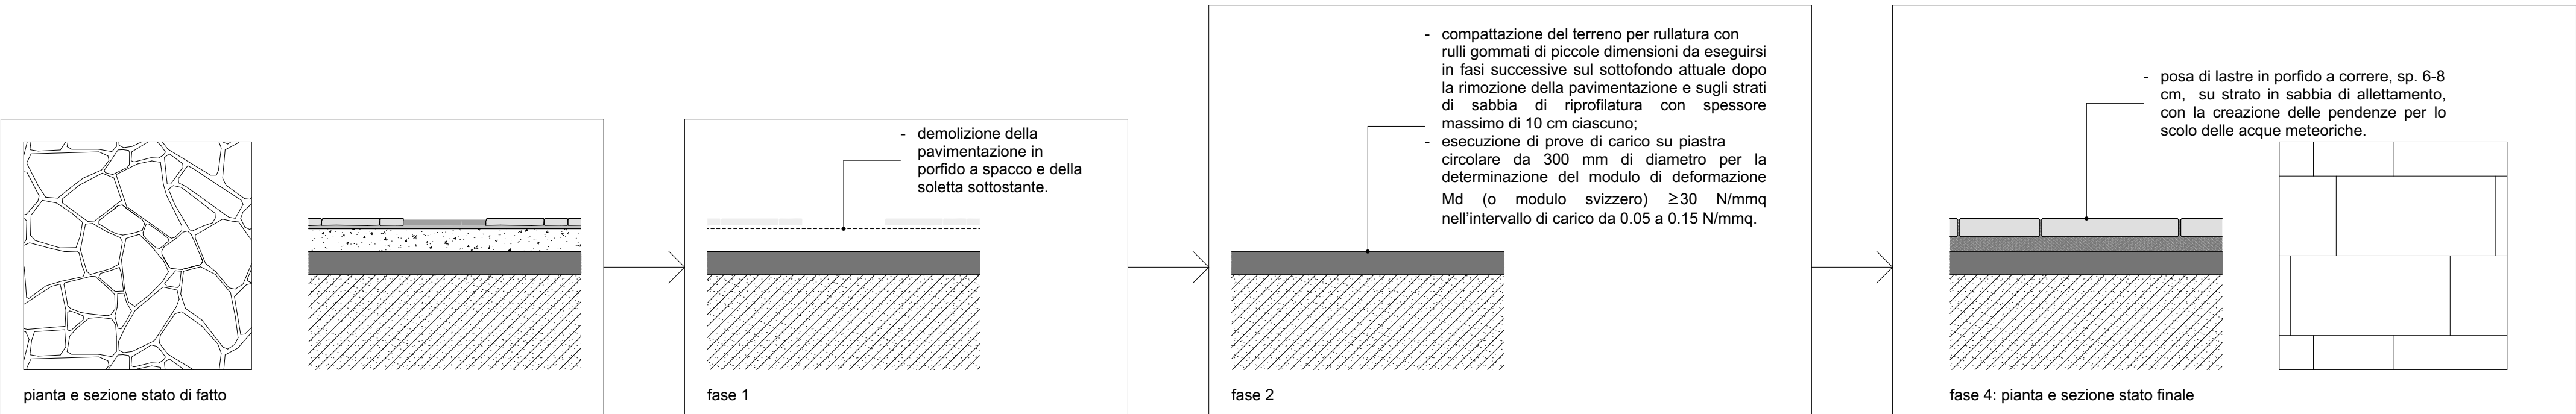 pianta e sezione stato di fatto
- demolizione della
pavimentazione in
porfido a spacco e della
soletta sottostante.
fase 1
- compattazione del terreno per rullatura con
rulli gommati di piccole dimensioni da eseguirsi
in fasi successive sul sottofondo attuale dopo
la rimozione della pavimentazione e sugli strati
di sabbia di riprofilatura con spessore
massimo di 10 cm ciascuno;
- esecuzione di prove di carico su piastra
circolare da 300 mm di diametro per la
determinazione del modulo di deformazione
Md (o modulo svizzero) ≥30 N/mmq
nell'intervallo di carico da 0.05 a 0.15 N/mmq.
fase 2
- posa di lastre in porfido a correre, sp. 6-8
cm, su strato in sabbia di allettamento,
con la creazione delle pendenze per lo
scolo delle acque meteoriche.
fase 4: pianta e sezione stato finale